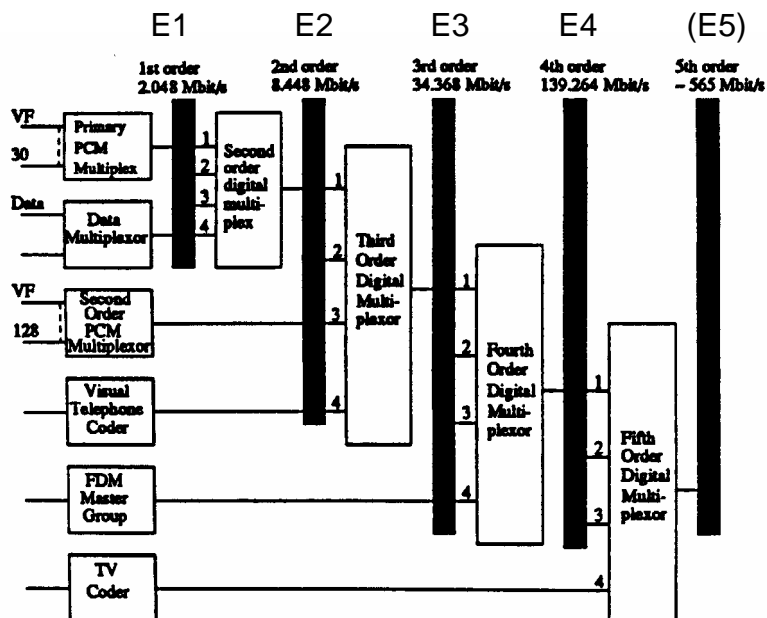 E1 E2 E3 E4 (E5)
1st order 2nd order 3rd order 4th order 5th order
2.048 Mbit/s 8.448 Mbit/s 34.368 Mbit/s 139.264 Mbit/s ~ 565 Mbit/s
VF
30
Primary
PCM
Multiplex
1
2
3
4
Second
order
digital
multi-
plex
Data
Data
Multiplexor
VF
128
Second
Order
PCM
Multiplexor
1
2
3
4
Third
Order
Digital
Multi-
plexor
Visual
Telephone
Coder
1
2
3
4
Fourth
Order
Digital
Multi-
plexor
FDM
Master
Group
1
2
3
4
Fifth
Order
Digital
Multi-
plexor
TV
Coder